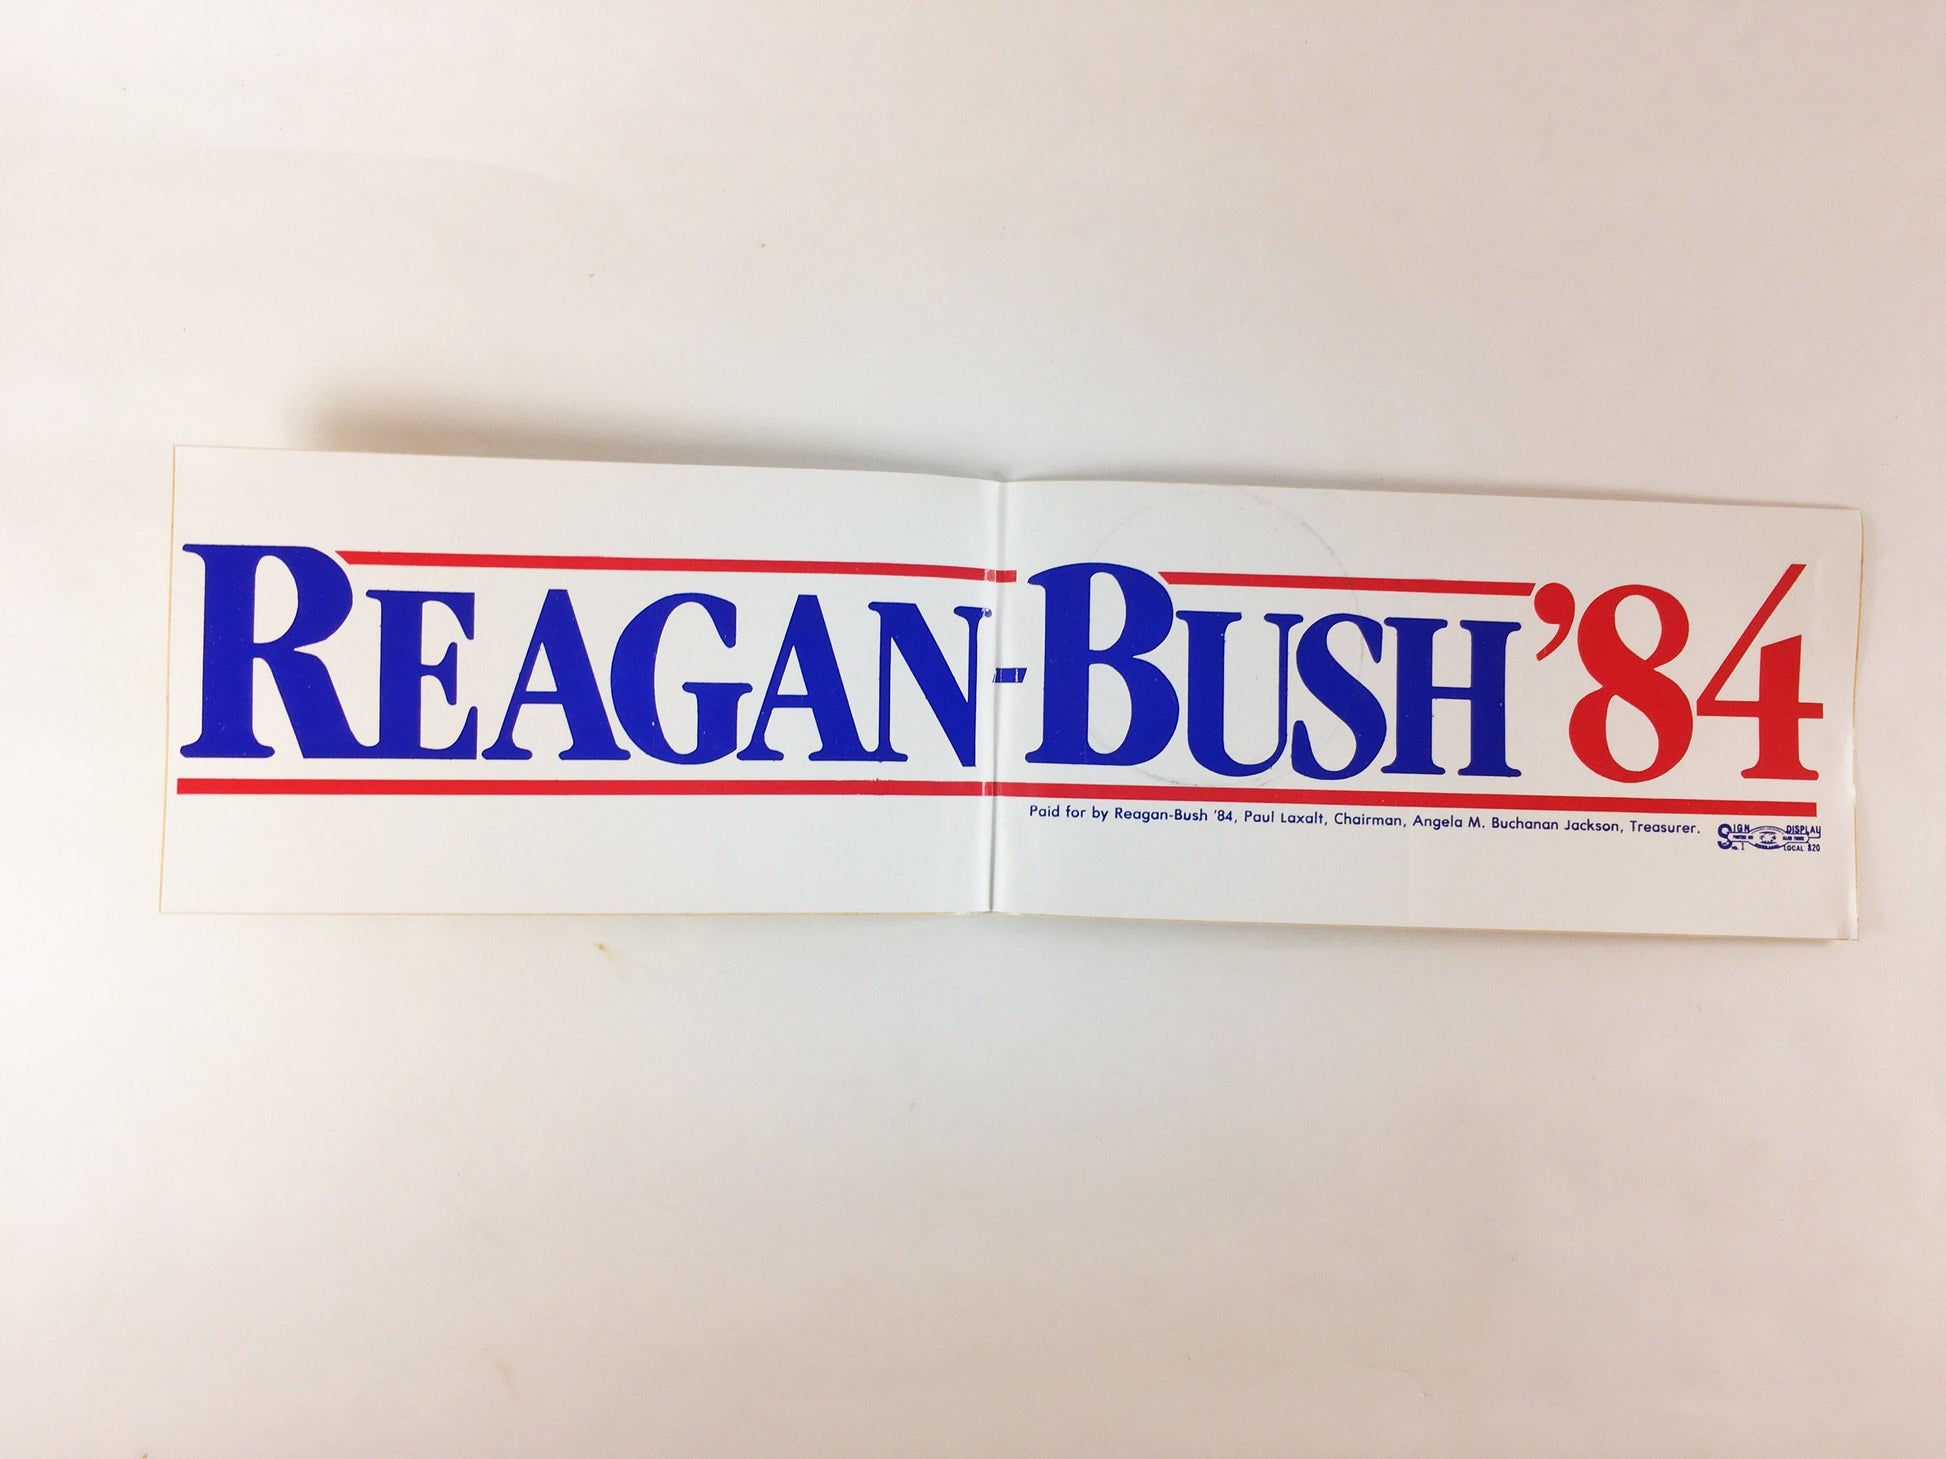 REAGAN-BUSH '84
Paid for by Reagan-Bush '84, Paul Laxalt, Chairman, Angela M. Buchanan Jackson, Treasurer.
SIGN DISPLAY
LOCAL 820